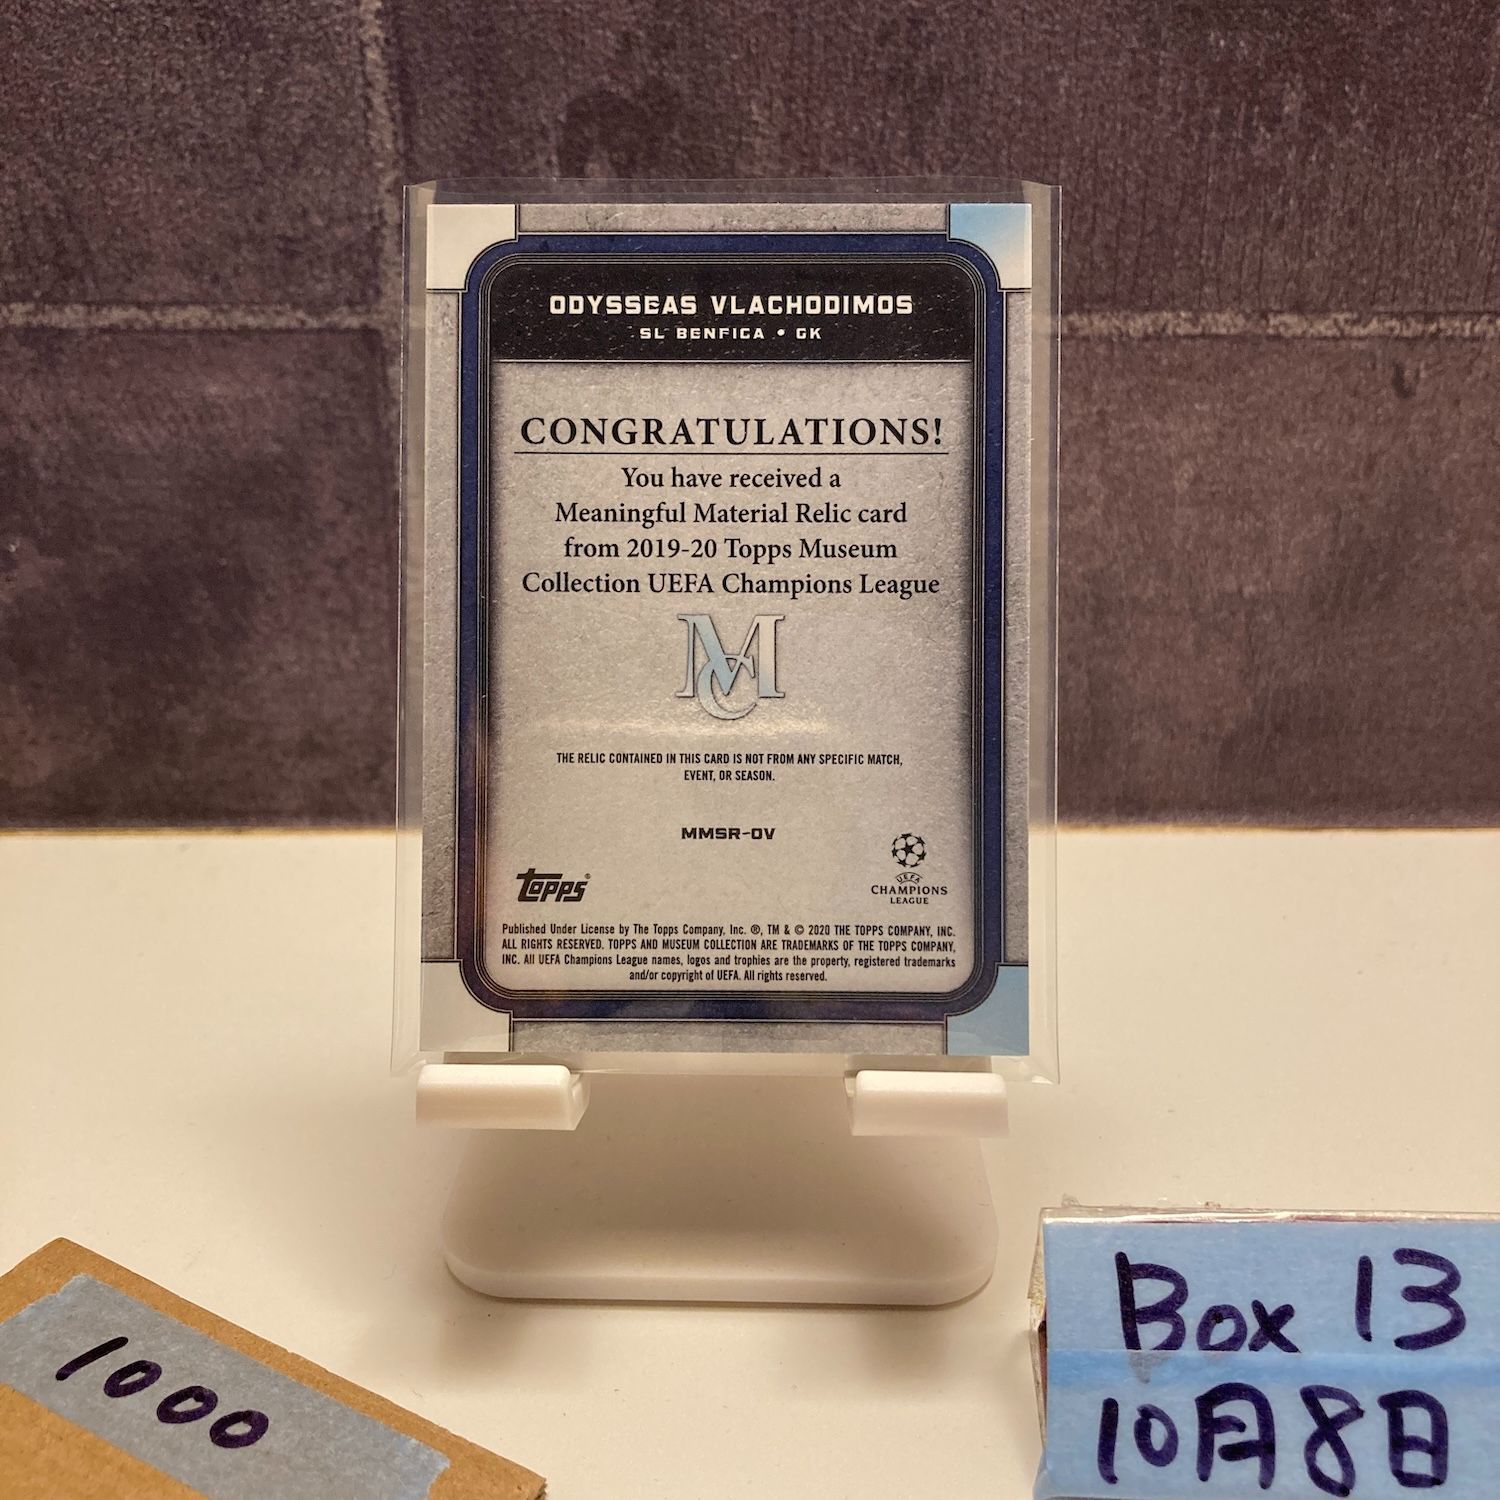 ODYSSEAS VLACHODIMOS
SL BENFICA • GK
CONGRATULATIONS!
You have received a
Meaningful Material Relic card
from 2019-20 Topps Museum
Collection UEFA Champions League
MC
THE RELIC CONTAINED IN THIS CARD IS NOT FROM ANY SPECIFIC MATCH,
EVENT, OR SEASON.
MMSR-OV
Topps®
UEFA
CHAMPIONS
LEAGUE
Published Under License by The Topps Company, Inc. ®, TM & © 2020 THE TOPPS COMPANY, INC.
ALL RIGHTS RESERVED. TOPPS AND MUSEUM COLLECTION ARE TRADEMARKS OF THE TOPPS COMPANY,
INC. All UEFA Champions League names, logos and trophies are the property, registered trademarks
and/or copyright of UEFA. All rights reserved.
1000
Box 13
10月8日